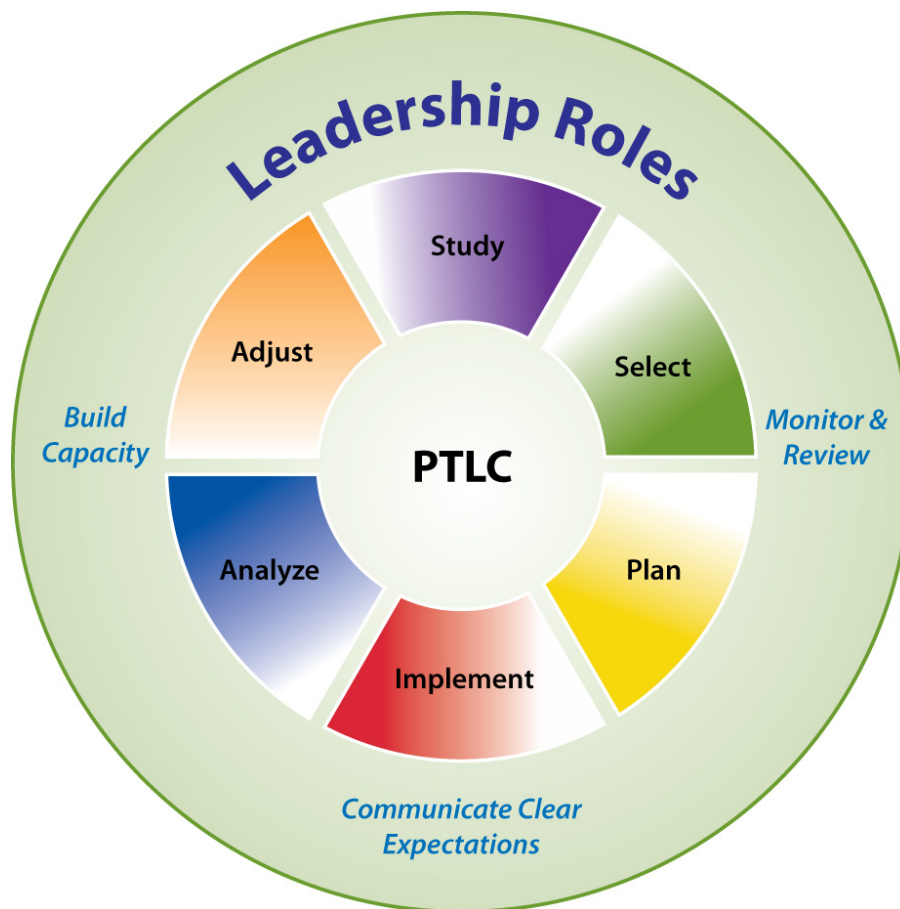 Leadership Roles
Study
Select
Plan
Implement
Analyze
Adjust
PTLC
Build
Capacity
Monitor &
Review
Communicate Clear
Expectations